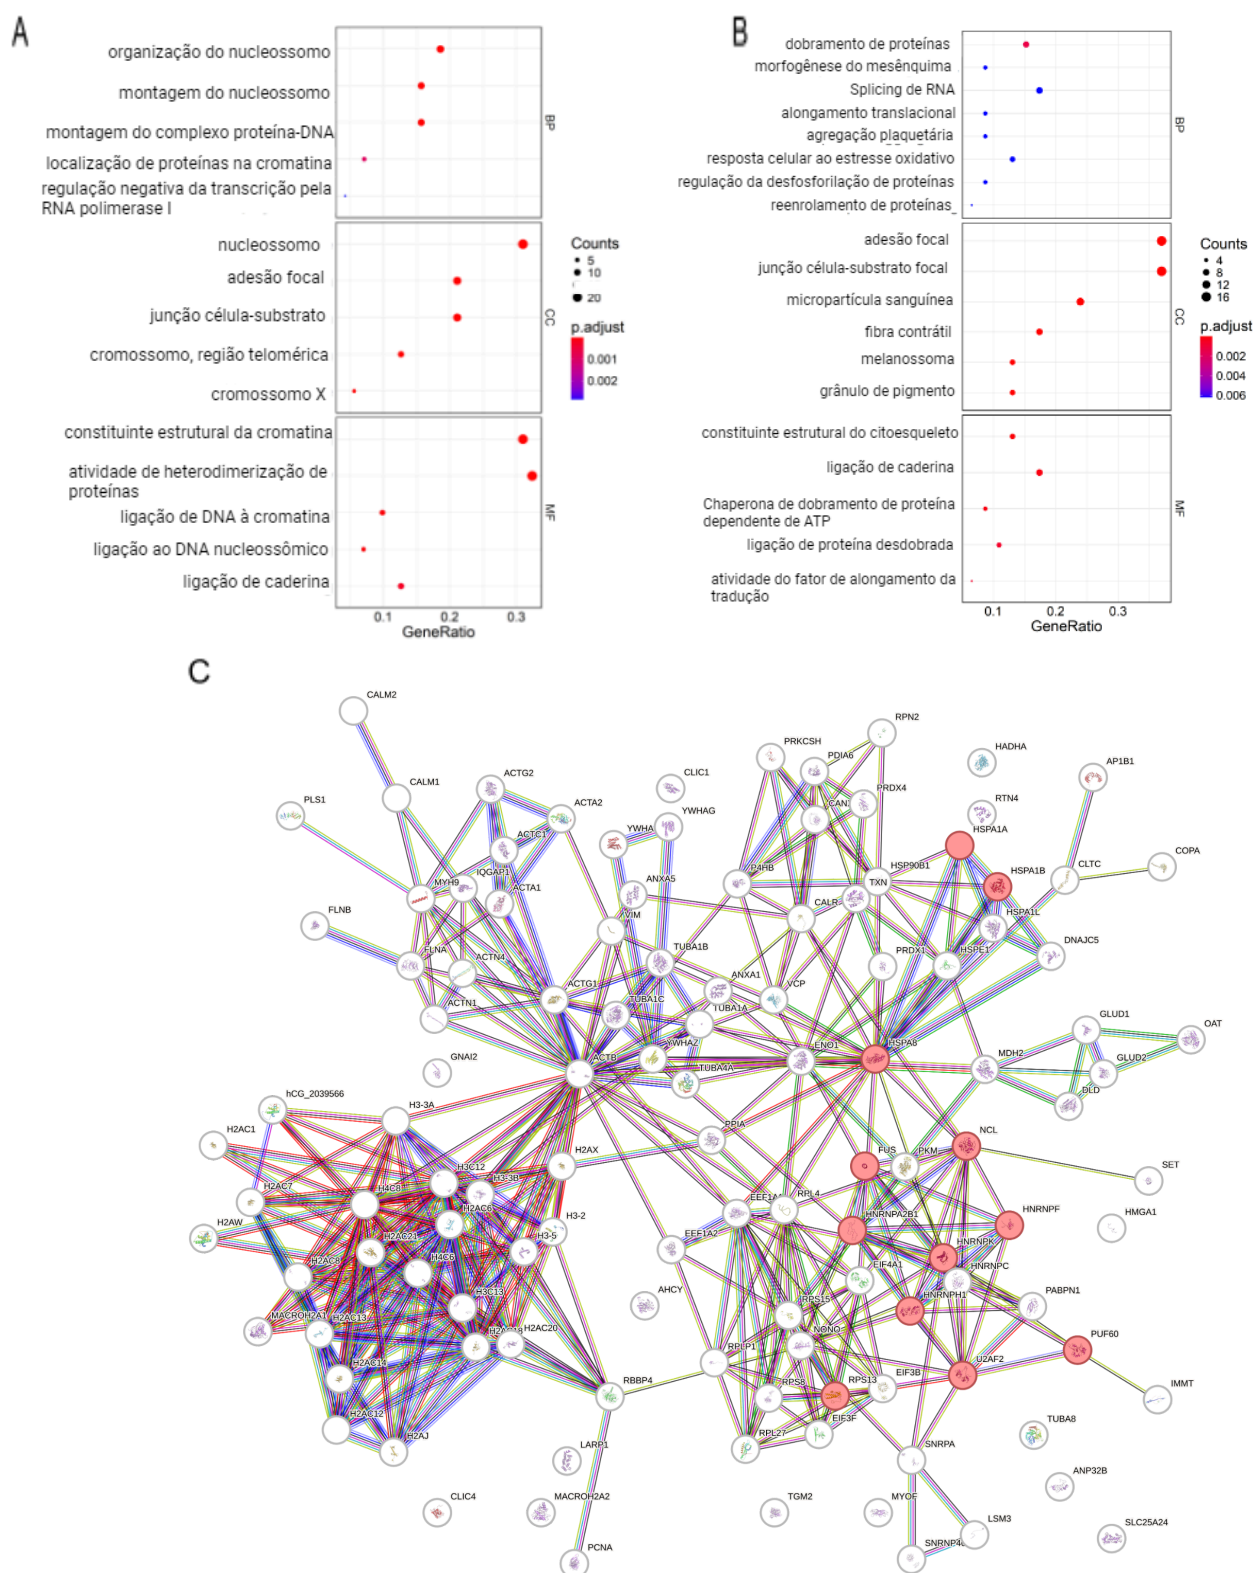 A
organização do nucleossomo
montagem do nucleossomo
montagem do complexo proteína-DNA
localização de proteínas na cromatina
regulação negativa da transcrição pela
RNA polimerase I
BP
nucleossomo
adesão focal
junção célula-substrato
cromossomo, região telomérica
cromossomo X
CC
constituinte estrutural da cromatina
atividade de heterodimerização de
proteínas
ligação de DNA à cromatina
ligação ao DNA nucleossômico
ligação de caderina
MF
0.1 0.2 0.3
GeneRatio
Counts
5
10
20
p.adjust
0.001
0.002
B
dobramento de proteínas
morfogênese do mesênquima
Splicing de RNA
alongamento translacional
agregação plaquetária
resposta celular ao estresse oxidativo
regulação da desfosforilação de proteínas
reenrolamento de proteínas
BP
adesão focal
junção célula-substrato focal
micropartícula sanguínea
fibra contrátil
melanossoma
grânulo de pigmento
CC
constituinte estrutural do citoesqueleto
ligação de caderina
Chaperona de dobramento de proteína
dependente de ATP
ligação de proteína desdobrada
atividade do fator de alongamento da
tradução
MF
0.1 0.2 0.3
GeneRatio
Counts
4
8
12
16
p.adjust
0.002
0.004
0.006
C
CALM2
RPN2
PRKCSH
PDIA6
HADHA
AP1B1
CALM1
ACTG2
CLIC1
PRDX4
RTN4
PLS1
ACTA2
YWHAG
CAN
ACTC1
YWHA
HSPA1A
COPA
MYH9
IQGAP1
ACTA1
ANXA5
P4HB
HSP90B1
TXN
HSPA1B
CLTC
FLNB
VIM
CALR
HSPA1L
FLNA
ACTN4
TUBA1B
PRDX1
HSPE1
DNAJC5
ACTN1
ACTG1
TUBA1C
ANXA1
TUBA1A
VCP
GLUD1
OAT
GNAI2
ACTB
YWHAZ
TUBA4A
ENO1
HSPA8
MDH2
GLUD2
DLD
hCG_2039566
H3-3A
PPIA
H2AC1
H2AX
FUS
PKM
NCL
SET
H3C12
H3-3B
H2AC7
H4C8
H2AC6
EEF1A1
RPL4
H2AW
H2AC21
H3-2
H3-5
EEF1A2
HNRNPA2B1
HNRNPF
HMGA1
H2AC8
H4C6
HNRNPK
HNRNPC
EIF4A1
H3C13
AHCY
RPS15
HNRNPH1
PABPN1
MACROH2A1
H2AC13
H2AC18
H2AC20
NONO
PUF60
H2AC14
RBBP4
RPLP1
RPS8
RPS13
EIF3B
U2AF2
IMMT
H2AC12
H2AJ
RPL27
EIF3F
TUBA8
LARP1
SNRPA
ANP32B
CLIC4
MACROH2A2
TGM2
MYOF
LSM3
SLC25A24
PCNA
SNRNP40